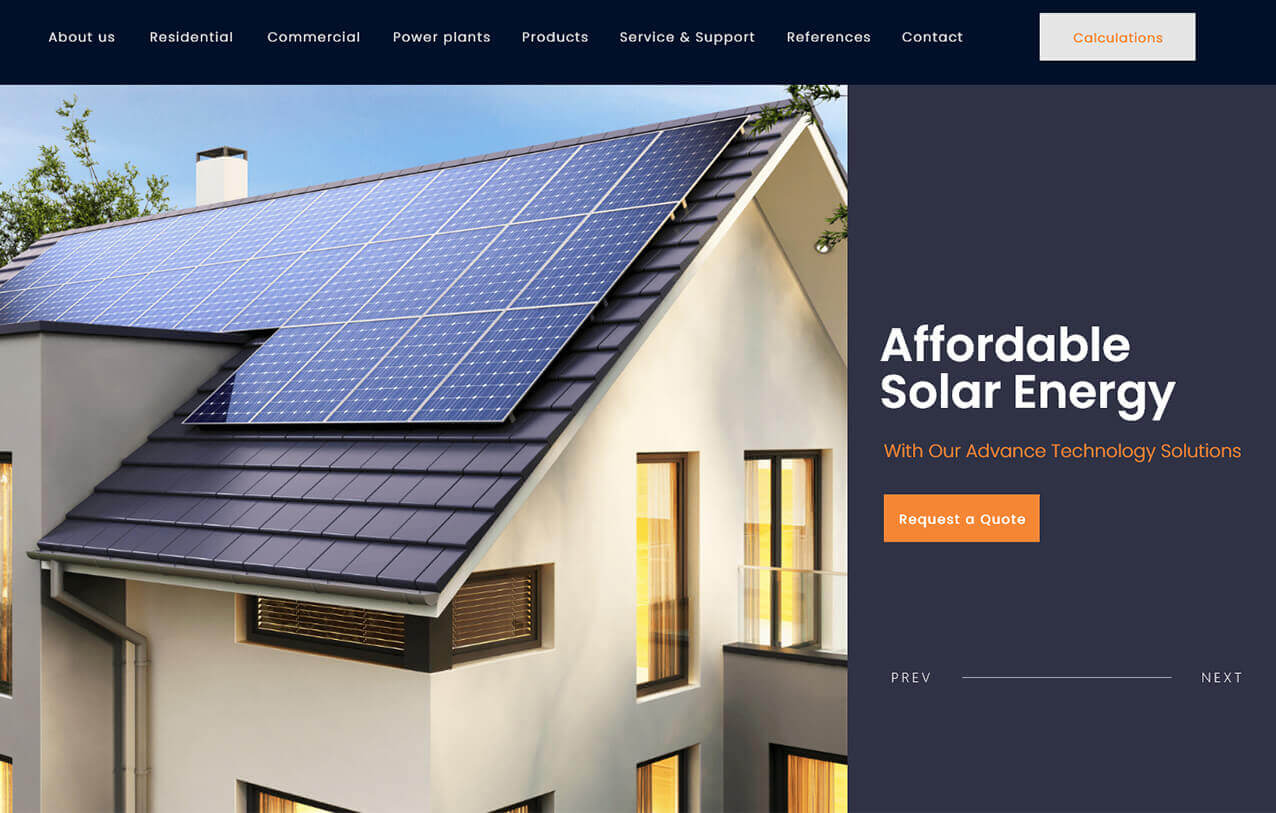 About us Residential Commercial Power plants Products Service & Support References Contact Calculations
Affordable
Solar Energy
With Our Advance Technology Solutions
Request a Quote
PREV NEXT